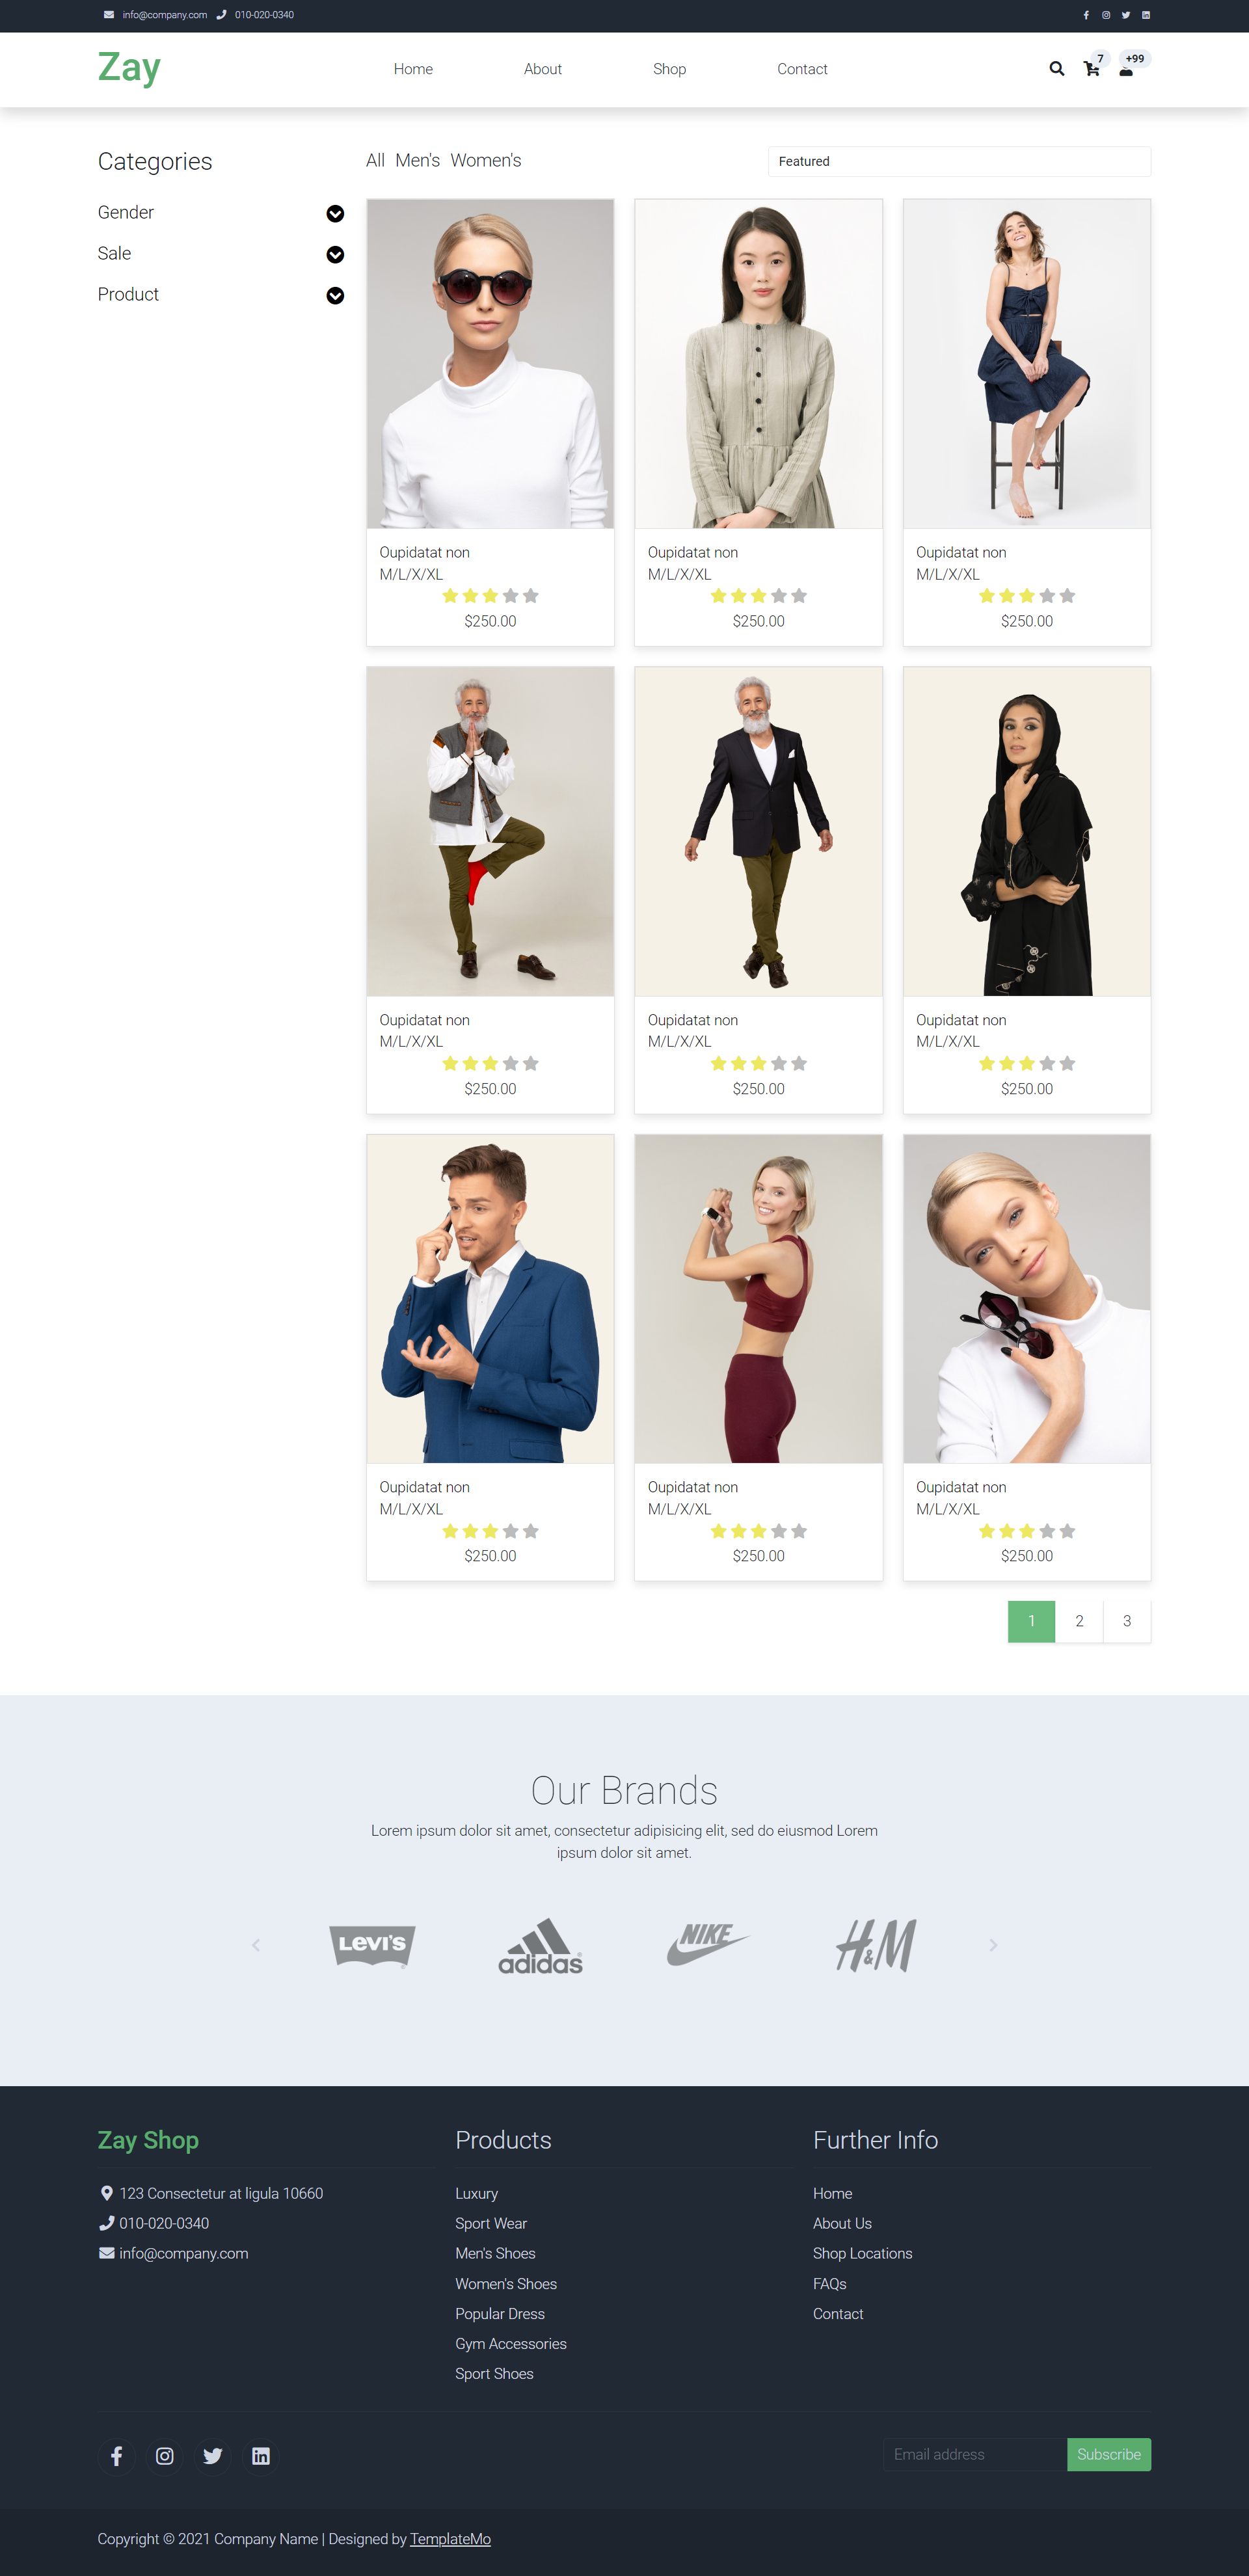 info@company.com 010-020-0340
Zay
Home About Shop Contact
7 +99
Categories
Gender
Sale
Product
All Men's Women's
Featured
Oupidatat non
M/L/X/XL
$250.00
Oupidatat non
M/L/X/XL
$250.00
Oupidatat non
M/L/X/XL
$250.00
Oupidatat non
M/L/X/XL
$250.00
Oupidatat non
M/L/X/XL
$250.00
Oupidatat non
M/L/X/XL
$250.00
Oupidatat non
M/L/X/XL
$250.00
Oupidatat non
M/L/X/XL
$250.00
Oupidatat non
M/L/X/XL
$250.00
1 2 3
Our Brands
Lorem ipsum dolor sit amet, consectetur adipisicing elit, sed do eiusmod Lorem
ipsum dolor sit amet.
LEVI'S
adidas
NIKE
H&M
Zay Shop
123 Consectetur at ligula 10660
010-020-0340
info@company.com
Products
Luxury
Sport Wear
Men's Shoes
Women's Shoes
Popular Dress
Gym Accessories
Sport Shoes
Further Info
Home
About Us
Shop Locations
FAQs
Contact
Email address Subscribe
Copyright © 2021 Company Name | Designed by TemplateMo